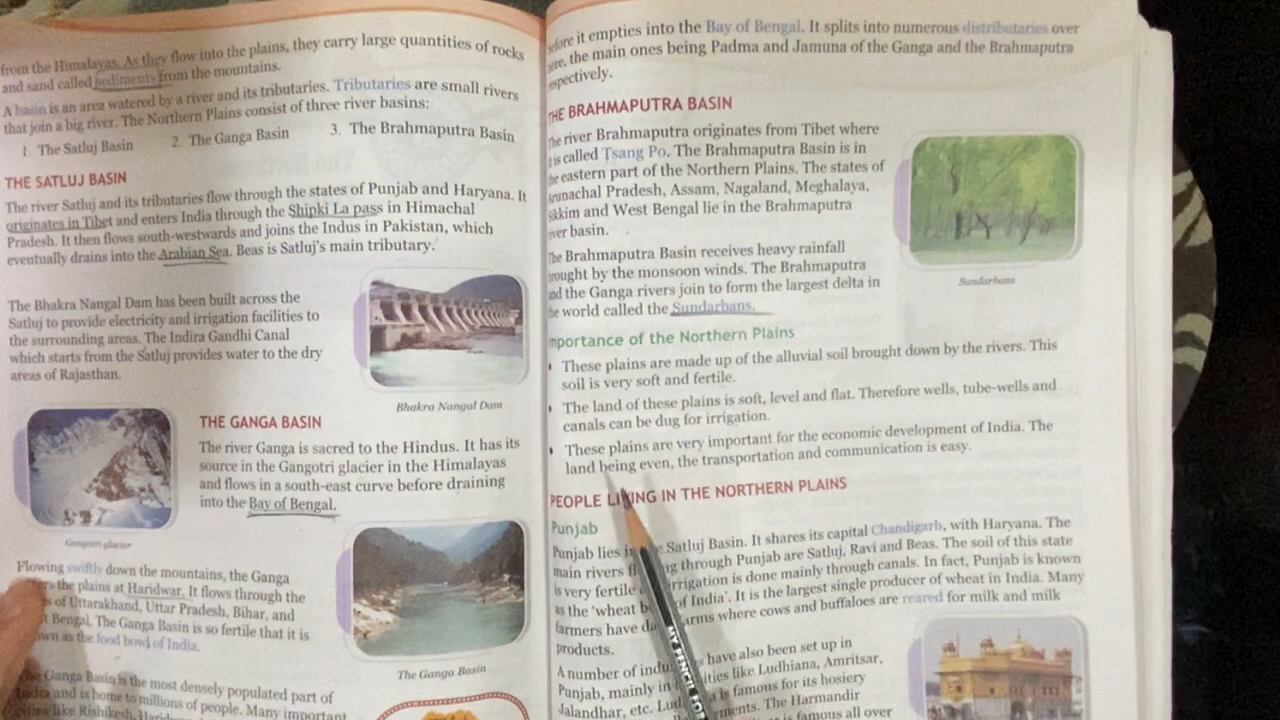 from the Himalayas. As they flow into the plains, they carry large quantities of rocks
and sand called sediments from the mountains.
A basin is an area watered by a river and its tributaries. Tributaries are small rivers
that join a big river. The Northern Plains consist of three river basins:
1. The Satluj Basin 2. The Ganga Basin 3. The Brahmaputra Basin
THE SATLUJ BASIN
The river Satluj and its tributaries flow through the states of Punjab and Haryana. It
originates in Tibet and enters India through the Shipki La pass in Himachal
Pradesh. It then flows south-westwards and joins the Indus in Pakistan, which
eventually drains into the Arabian Sea. Beas is Satluj's main tributary.
The Bhakra Nangal Dam has been built across the
Satluj to provide electricity and irrigation facilities to
the surrounding areas. The Indira Gandhi Canal
which starts from the Satluj provides water to the dry
areas of Rajasthan.
Bhakra Nangal Dam
THE GANGA BASIN
The river Ganga is sacred to the Hindus. It has its
source in the Gangotri glacier in the Himalayas
and flows in a south-east curve before draining
into the Bay of Bengal.
Gangotri glacier
Flowing swiftly down the mountains, the Ganga
the plains at Haridwar. It flows through the
of Uttarakhand, Uttar Pradesh, Bihar, and
Bengal. The Ganga Basin is so fertile that it is
as the food bowl of India.
The Ganga Basin
Ganga Basin is the most densely populated part of
India and is home to millions of people. Many important
like Rishikesh,
before it empties into the Bay of Bengal. It splits into numerous distributaries over
here, the main ones being Padma and Jamuna of the Ganga and the Brahmaputra
respectively.
THE BRAHMAPUTRA BASIN
The river Brahmaputra originates from Tibet where
it is called Tsang Po. The Brahmaputra Basin is in
the eastern part of the Northern Plains. The states of
Arunachal Pradesh, Assam, Nagaland, Meghalaya,
Sikkim and West Bengal lie in the Brahmaputra
river basin.
The Brahmaputra Basin receives heavy rainfall
brought by the monsoon winds. The Brahmaputra
and the Ganga rivers join to form the largest delta in
the world called the Sundarbans.
Sundarbans
Importance of the Northern Plains
• These plains are made up of the alluvial soil brought down by the rivers. This
soil is very soft and fertile.
• The land of these plains is soft, level and flat. Therefore wells, tube-wells and
canals can be dug for irrigation.
• These plains are very important for the economic development of India. The
land being even, the transportation and communication is easy.
PEOPLE LIVING IN THE NORTHERN PLAINS
Punjab
Punjab lies in Satluj Basin. It shares its capital Chandigarh, with Haryana. The
main rivers through Punjab are Satluj, Ravi and Beas. The soil of this state
is very fertile irrigation is done mainly through canals. In fact, Punjab is known
as the 'wheat of India'. It is the largest single producer of wheat in India. Many
farmers have where cows and buffaloes are reared for milk and milk
products.
A number of have also been set up in
Punjab, mainly in like Ludhiana, Amritsar,
Jalandhar, etc. is famous for its hosiery
The Harmandir
is famous all over
MY PENCIL